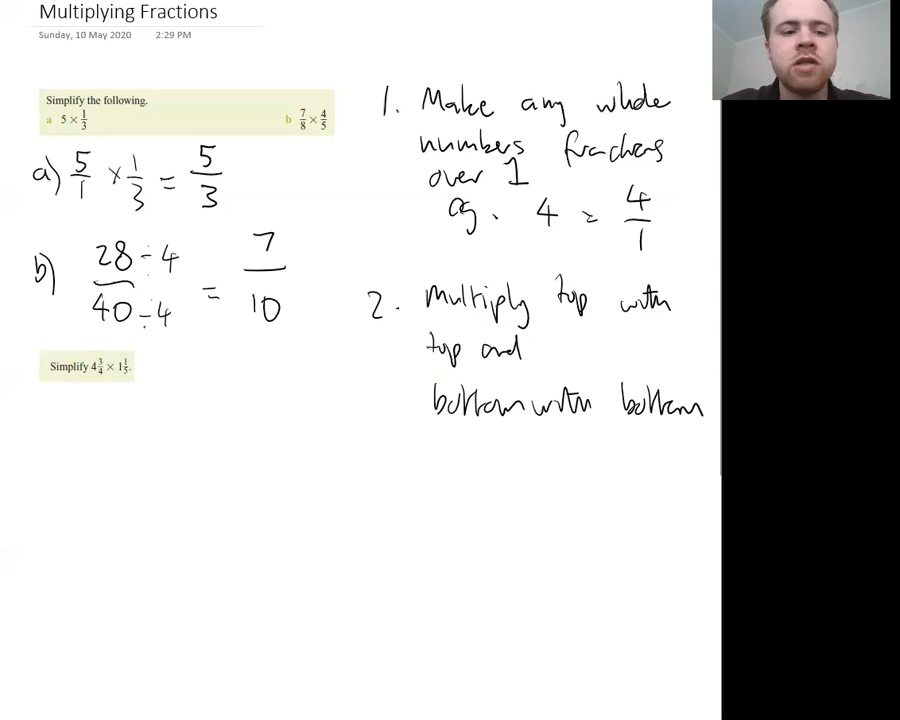 Multiplying Fractions
Sunday, 10 May 2020 2:29 PM
Simplify the following.
a 5 × 1/3 b 7/8 × 4/5
a) 5/1 × 1/3 = 5/3
b) 28÷4/40÷4 = 7/10
Simplify 4 3/4 × 1 1/5.
1. Make any whole
numbers fractions
over 1
eg. 4 = 4/1
2. Multiply top with
top and
bottom with bottom